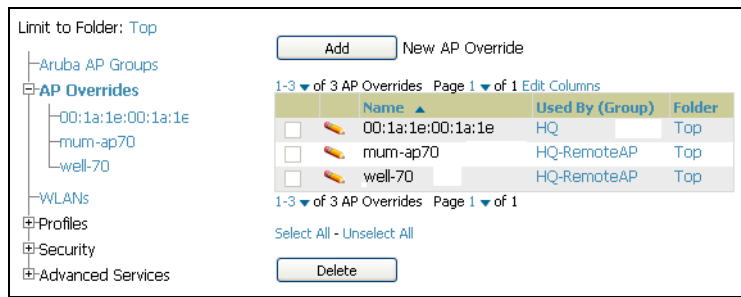 Limit to Folder: Top
Aruba AP Groups
AP Overrides
00:1a:1e:00:1a:1e
mum-ap70
well-70
WLANs
Profiles
Security
Advanced Services
Add New AP Override
1-3 of 3 AP Overrides Page 1 of 1 Edit Columns
Name Used By (Group) Folder
00:1a:1e:00:1a:1e HQ Top
mum-ap70 HQ-RemoteAP Top
well-70 HQ-RemoteAP Top
1-3 of 3 AP Overrides Page 1 of 1
Select All - Unselect All
Delete